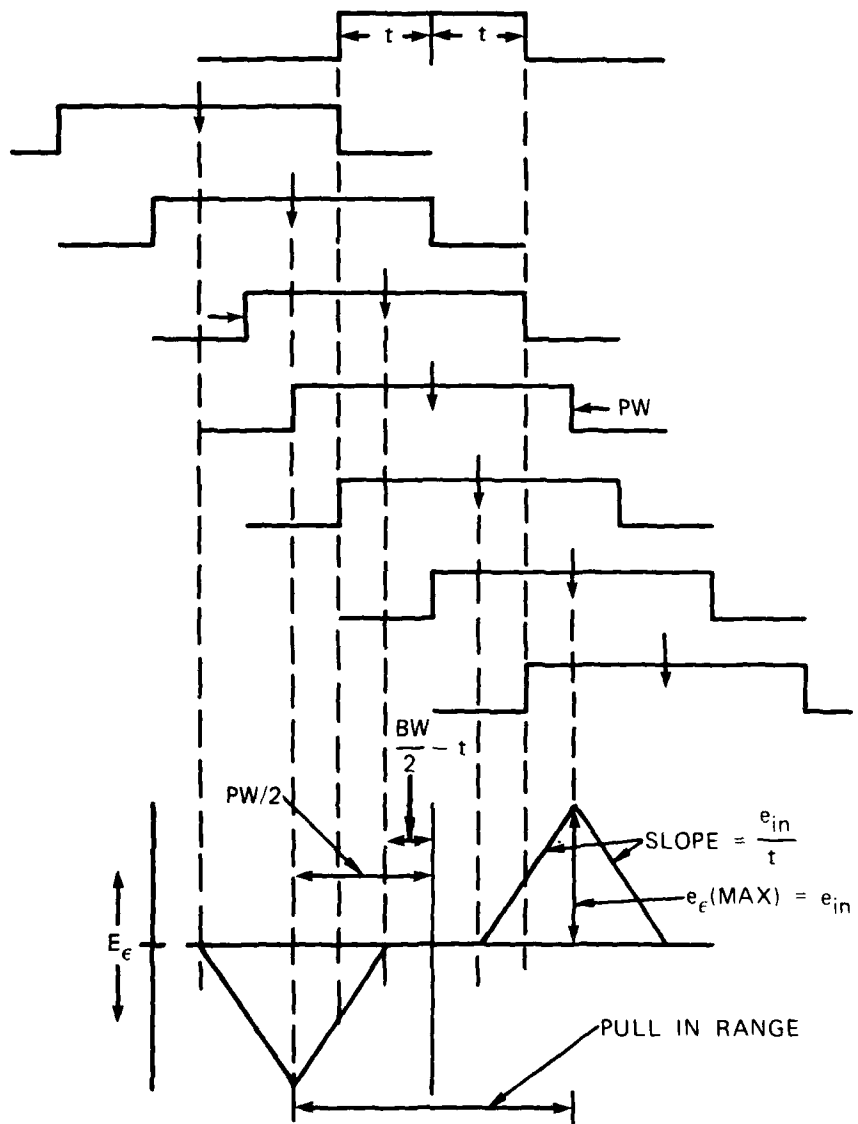 t t
PW
BW
2 − t
PW/2
SLOPE = e_in
t
e_ϵ(MAX) = e_in
E_ϵ
PULL IN RANGE